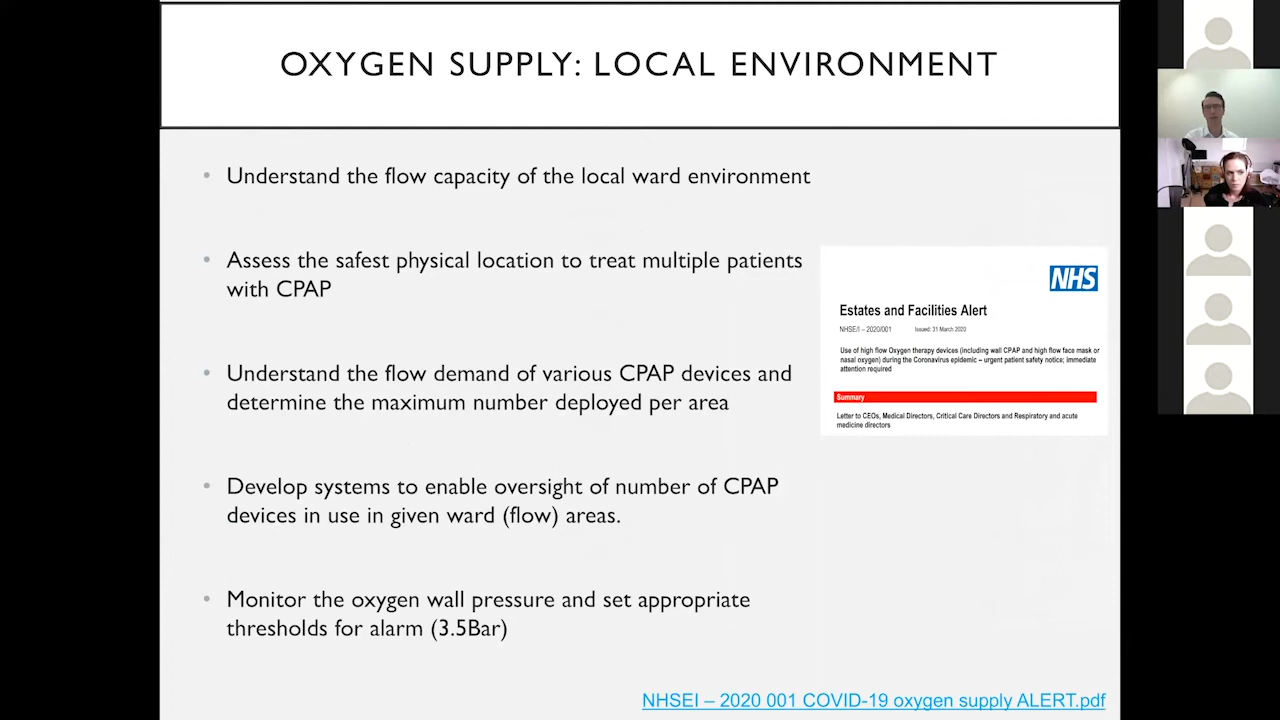 OXYGEN SUPPLY: LOCAL ENVIRONMENT
• Understand the flow capacity of the local ward environment
• Assess the safest physical location to treat multiple patients
with CPAP
• Understand the flow demand of various CPAP devices and
determine the maximum number deployed per area
• Develop systems to enable oversight of number of CPAP
devices in use in given ward (flow) areas.
• Monitor the oxygen wall pressure and set appropriate
thresholds for alarm (3.5Bar)
NHS
Estates and Facilities Alert
NHSE/I – 2020/001 Issued: 31 March 2020
Use of high flow Oxygen therapy devices (including wall CPAP and high flow face mask or
nasal oxygen) during the Coronavirus epidemic – urgent patient safety notice; immediate
attention required
Summary
Letter to CEOs, Medical Directors, Critical Care Directors and Respiratory and acute
medicine directors
NHSEI – 2020 001 COVID-19 oxygen supply ALERT.pdf